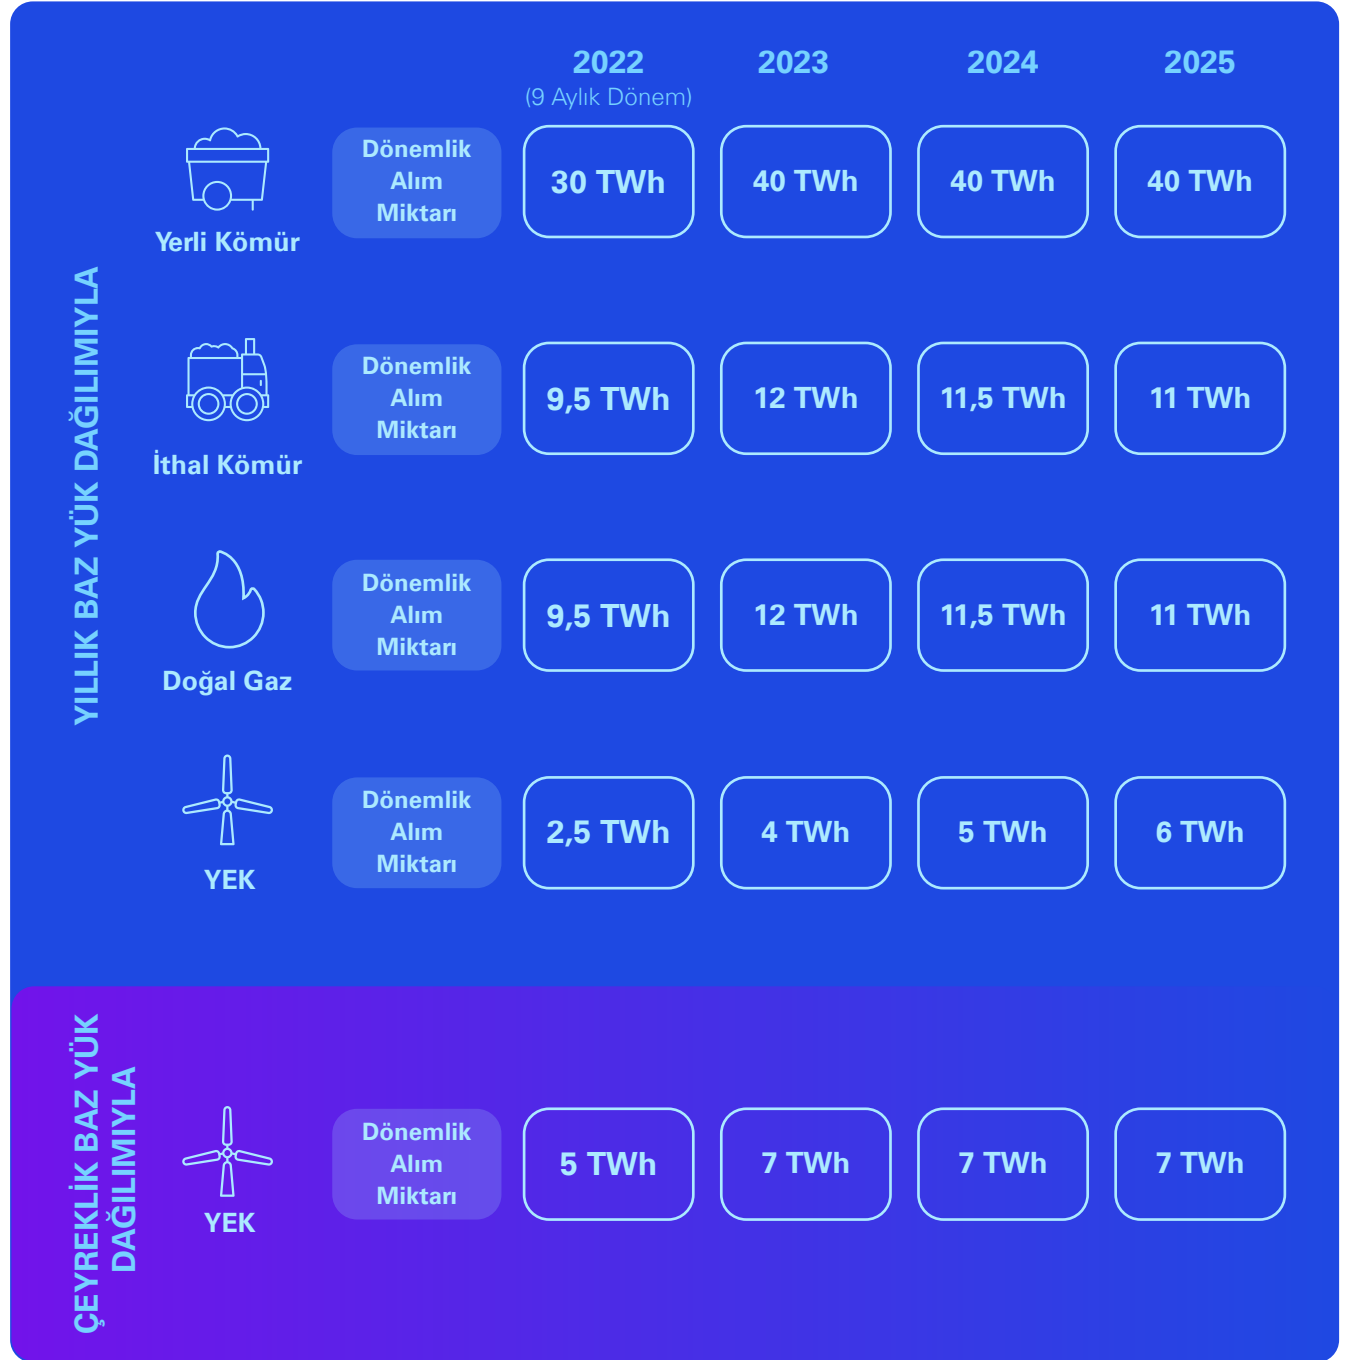 2022 2023 2024 2025
(9 Aylık Dönem)
YILLIK BAZ YÜK DAĞILIMIYLA
Yerli Kömür
Dönemlik
Alım
Miktarı
30 TWh 40 TWh 40 TWh 40 TWh
İthal Kömür
Dönemlik
Alım
Miktarı
9,5 TWh 12 TWh 11,5 TWh 11 TWh
Doğal Gaz
Dönemlik
Alım
Miktarı
9,5 TWh 12 TWh 11,5 TWh 11 TWh
YEK
Dönemlik
Alım
Miktarı
2,5 TWh 4 TWh 5 TWh 6 TWh
ÇEYREKLİK BAZ YÜK
DAĞILIMIYLA
YEK
Dönemlik
Alım
Miktarı
5 TWh 7 TWh 7 TWh 7 TWh